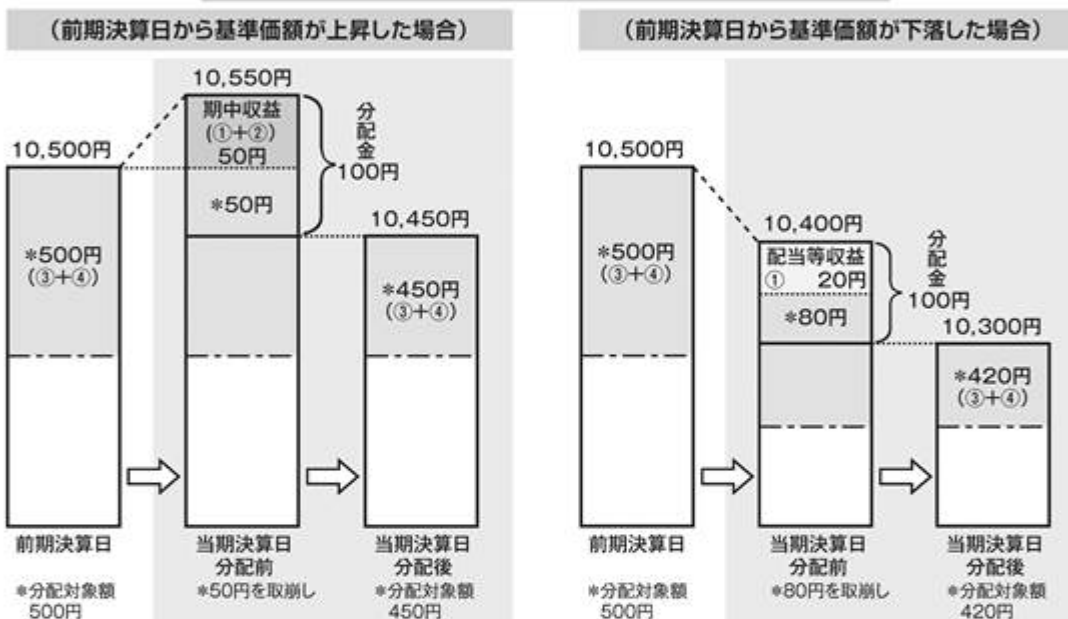 (前期決算日から基準価額が上昇した場合)
10,500円
*500円
(③+④)
前期決算日
*分配対象額
500円
10,550円
期中収益
(①+②)
50円
*50円
分配金
100円
当期決算日
分配前
*50円を取崩し
10,450円
*450円
(③+④)
当期決算日
分配後
*分配対象額
450円
(前期決算日から基準価額が下落した場合)
10,500円
*500円
(③+④)
前期決算日
*分配対象額
500円
10,400円
配当等収益
① 20円
*80円
分配金
100円
当期決算日
分配前
*80円を取崩し
10,300円
*420円
(③+④)
当期決算日
分配後
*分配対象額
420円